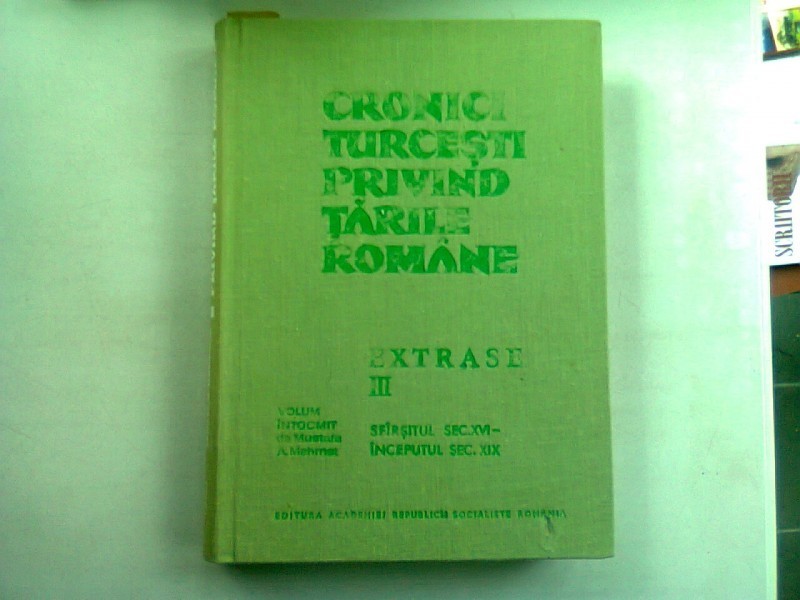 CRONICI
TURCEȘTI
PRIVIND
ȚĂRILE
ROMÂNE
EXTRASE
III
VOLUM
ÎNTOCMIT
de Mustafa
A. Mehmet
SFÎRȘITUL SEC. XVI–
ÎNCEPUTUL SEC. XIX
EDITURA ACADEMIEI REPUBLICII SOCIALISTE ROMÂNIA
SCRIITORII